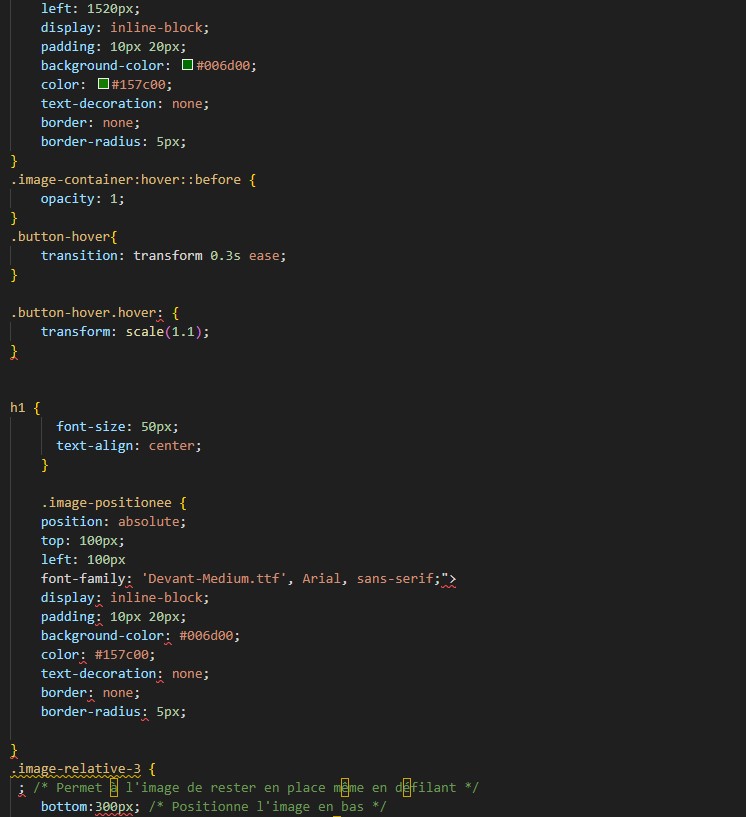 left: 1520px;
display: inline-block;
padding: 10px 20px;
background-color: #006d00;
color: #157c00;
text-decoration: none;
border: none;
border-radius: 5px;
}
.image-container:hover::before {
opacity: 1;
}
.button-hover{
transition: transform 0.3s ease;
}
.button-hover.hover: {
transform: scale(1.1);
}
h1 {
font-size: 50px;
text-align: center;
}
.image-positionee {
position: absolute;
top: 100px;
left: 100px
font-family: 'Devant-Medium.ttf', Arial, sans-serif;">
display: inline-block;
padding: 10px 20px;
background-color: #006d00;
color: #157c00;
text-decoration: none;
border: none;
border-radius: 5px;
}
.image-relative-3 {
; /* Permet à l'image de rester en place même en défilant */
bottom:300px; /* Positionne l'image en bas */